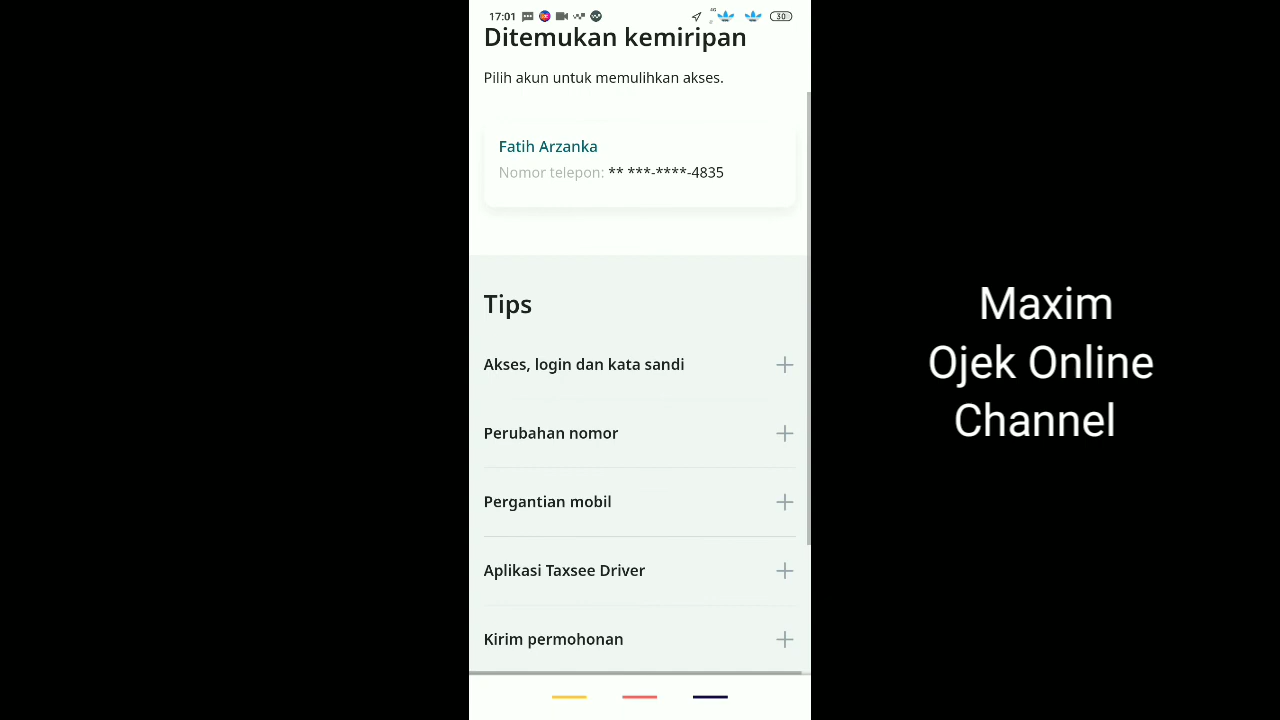 17:01
30
Ditemukan kemiripan
Pilih akun untuk memulihkan akses.
Fatih Arzanka
Nomor telepon: ** ***-****-4835
Tips
Akses, login dan kata sandi
Perubahan nomor
Pergantian mobil
Aplikasi Taxsee Driver
Kirim permohonan
Maxim
Ojek Online
Channel